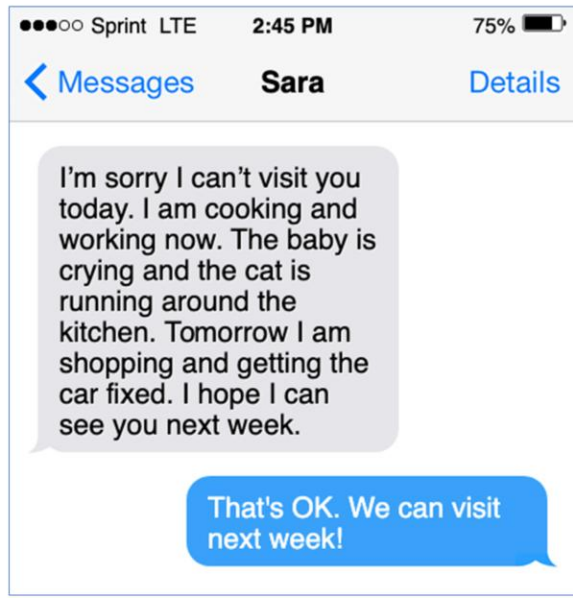 Sprint LTE 2:45 PM 75%
Messages Sara Details
I'm sorry I can't visit you
today. I am cooking and
working now. The baby is
crying and the cat is
running around the
kitchen. Tomorrow I am
shopping and getting the
car fixed. I hope I can
see you next week.
That's OK. We can visit
next week!